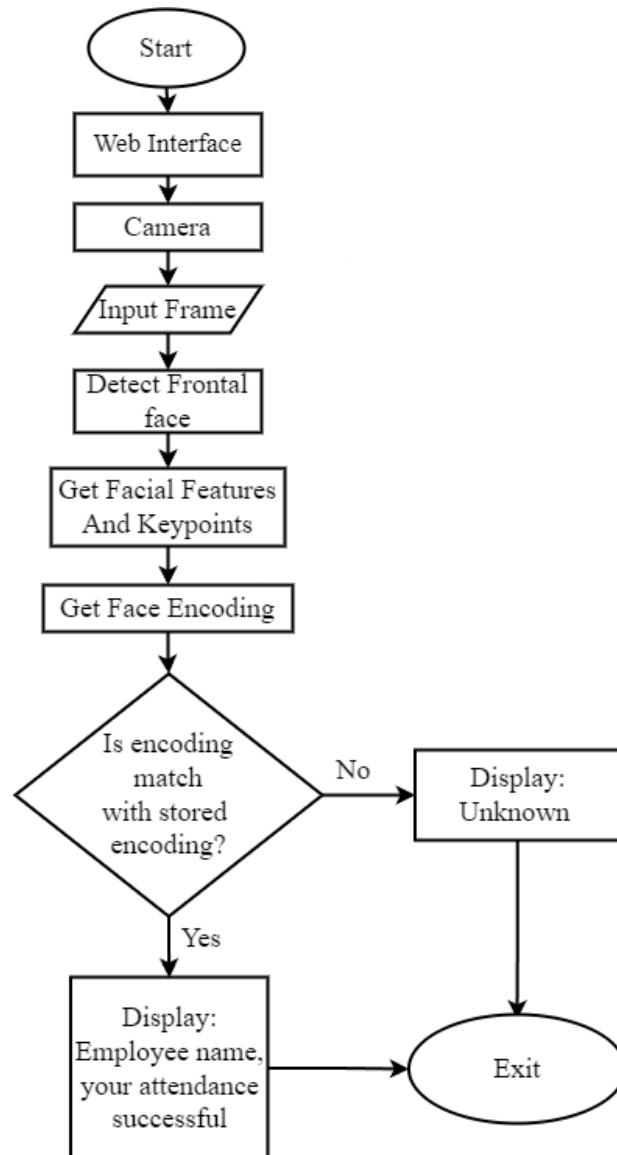 Start
Web Interface
Camera
Input Frame
Detect Frontal
face
Get Facial Features
And Keypoints
Get Face Encoding
Is encoding
match
with stored
encoding?
No
Display:
Unknown
Yes
Display:
Employee name,
your attendance
successful
Exit